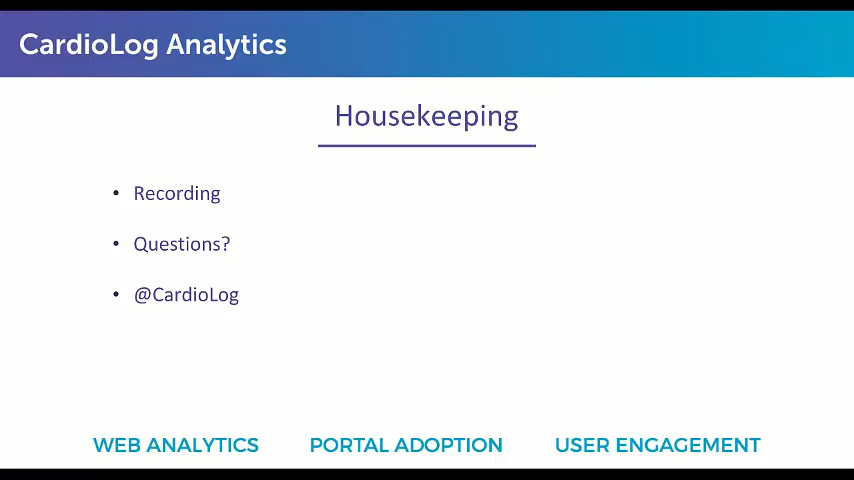 CardioLog Analytics
Housekeeping
• Recording
• Questions?
• @CardioLog
WEB ANALYTICS PORTAL ADOPTION USER ENGAGEMENT